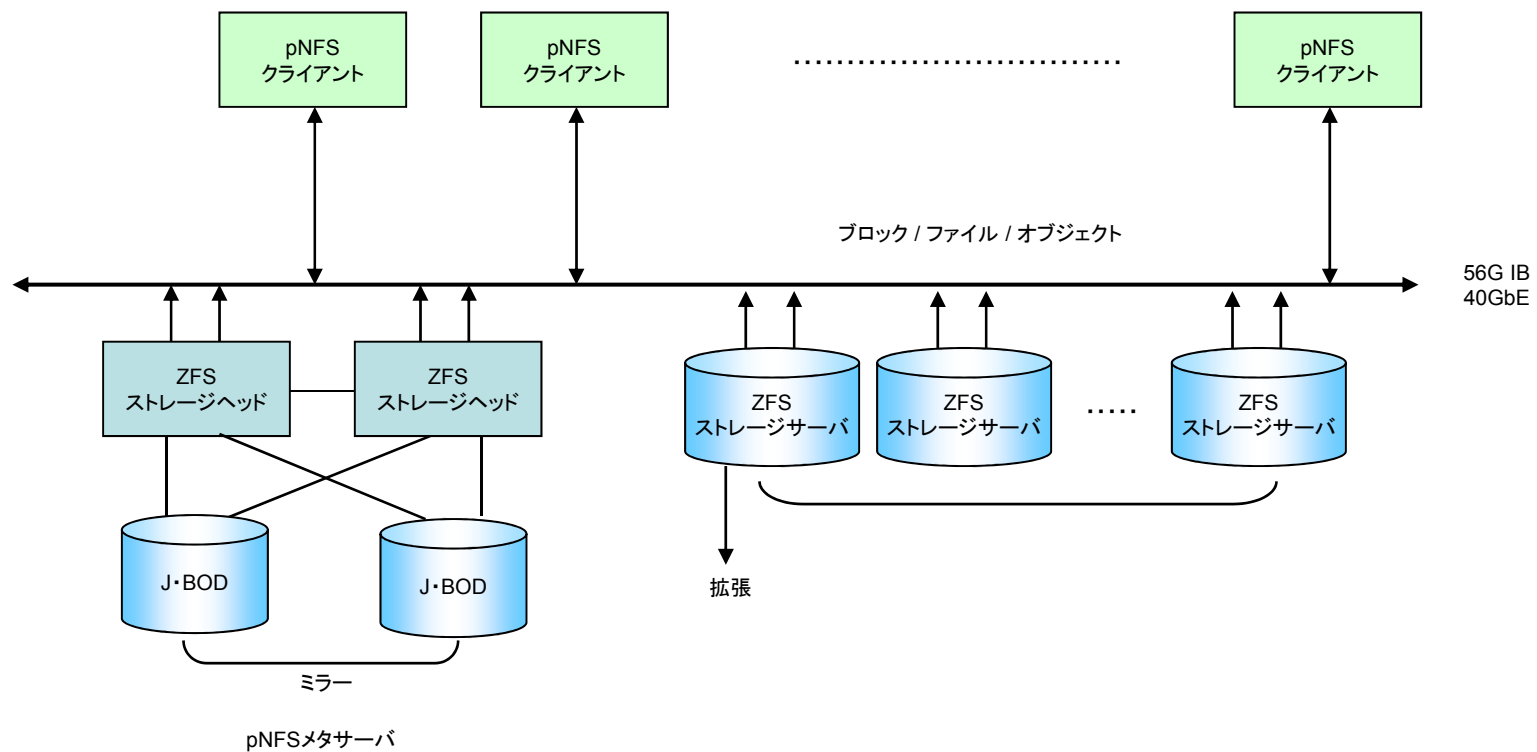 pNFS
クライアント
pNFS
クライアント
..............................
pNFS
クライアント
ブロック / ファイル / オブジェクト
56G IB
40GbE
ZFS
ストレージヘッド
ZFS
ストレージヘッド
ZFS
ストレージサーバ
ZFS
ストレージサーバ
.....
ZFS
ストレージサーバ
J・BOD
J・BOD
拡張
ミラー
pNFSメタサーバ